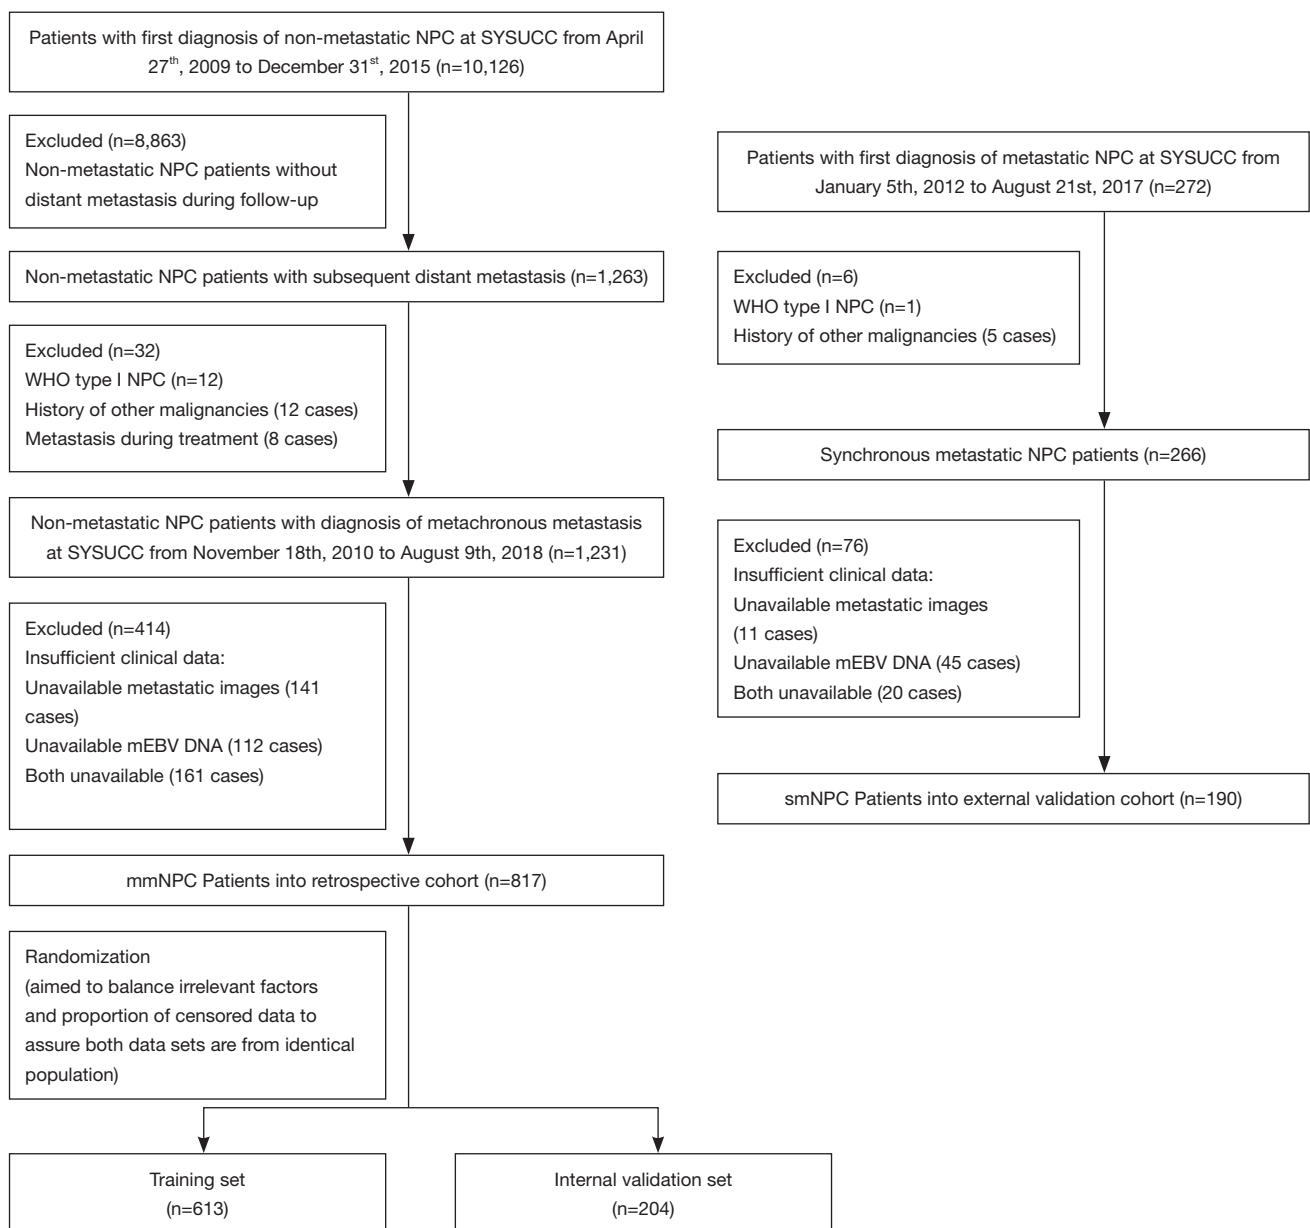 Patients with first diagnosis of non-metastatic NPC at SYSUCC from April
27th, 2009 to December 31st, 2015 (n=10,126)
Excluded (n=8,863)
Non-metastatic NPC patients without
distant metastasis during follow-up
Non-metastatic NPC patients with subsequent distant metastasis (n=1,263)
Excluded (n=32)
WHO type I NPC (n=12)
History of other malignancies (12 cases)
Metastasis during treatment (8 cases)
Non-metastatic NPC patients with diagnosis of metachronous metastasis
at SYSUCC from November 18th, 2010 to August 9th, 2018 (n=1,231)
Excluded (n=414)
Insufficient clinical data:
Unavailable metastatic images (141
cases)
Unavailable mEBV DNA (112 cases)
Both unavailable (161 cases)
mmNPC Patients into retrospective cohort (n=817)
Randomization
(aimed to balance irrelevant factors
and proportion of censored data to
assure both data sets are from identical
population)
Training set
(n=613)
Internal validation set
(n=204)
Patients with first diagnosis of metastatic NPC at SYSUCC from
January 5th, 2012 to August 21st, 2017 (n=272)
Excluded (n=6)
WHO type I NPC (n=1)
History of other malignancies (5 cases)
Synchronous metastatic NPC patients (n=266)
Excluded (n=76)
Insufficient clinical data:
Unavailable metastatic images
(11 cases)
Unavailable mEBV DNA (45 cases)
Both unavailable (20 cases)
smNPC Patients into external validation cohort (n=190)